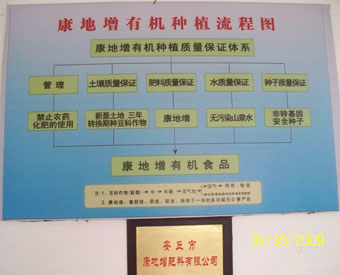 康地增有机种植流程图
康地增有机种植质量保证体系
管理 土壤质量保证 肥料质量保证 水质量保证 种子质量保证
禁止农药 新垦土地 三年 康地增 无污染山泉水 非转基因
化肥的使用 转换期种豆科作物 安全种子
康地增有机食品
安丘市
康地增肥料有限公司
03/30/2009